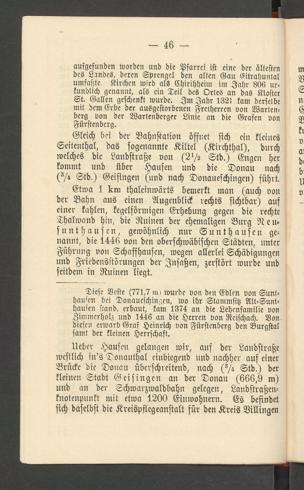 — 46 —
aufgefunden worden und die Pfarrei ist eine der ältesten
des Landes, deren Sprengel den alten Gau Eitrahuntal
umfaßte. Kirchen wird als Chiriihheim im Jahr 806 ur-
kundlich genannt, als ein Teil des Ortes an das Kloster
St. Gallen geschenkt wurde. Im Jahr 1321 kam derselbe
mit dem Erbe der ausgestorbenen Freiherren von Warten-
berg von der Wartenberger Linie an die Grafen von
Fürstenberg.
Gleich bei der Bahnstation öffnet sich ein kleines
Seitenthal, das sogenannte Kiltel (Kirchthal), durch
welches die Landstraße von (2½ Std.) Engen her
kommt und über Hausen und die Donau nach
(¾ Std.) Geisingen (und nach Donaueschingen) führt.
Etwa 1 km thaleinwärts bemerkt man (auch von
der Bahn aus einen Augenblick rechts sichtbar) auf
einer kahlen, kegelförmigen Erhebung gegen die rechte
Thalwand hin, die Ruinen der ehemaligen Burg Neu-
sunthausen, gewöhnlich nur Sunthausen ge-
nannt, die 1446 von den oberschwäbischen Städten, unter
Führung von Schaffhausen, wegen allerlei Schädigungen
und Friedensstörungen der Insaßen, zerstört wurde und
seitdem in Ruinen liegt.
Diese Veste (771,7 m) wurde von den Edlen von Sunt-
hausen bei Donaueschingen, wo ihr Stammsitz Alt-Sunt-
hausen stand, erbaut, kam 1374 an die Lehensfamilie von
Zimmerholz und 1446 an die Herren von Reischach. Von
diesen erwarb Graf Heinrich von Fürstenberg den Burgstall
samt der kleinen Herrschaft.
Ueber Hausen gelangen wir, auf der Landstraße
westlich in's Donauthal einbiegend und nachher auf einer
Brücke die Donau überschreitend, nach (¾ Std.) der
kleinen Stadt Geisingen an der Donau (666,9 m)
und an der Schwarzwaldbahn gelegen, Landstraßen-
knotenpunkt mit etwa 1200 Einwohnern. Es befindet
sich daselbst die Kreispflegeanstalt für den Kreis Villingen